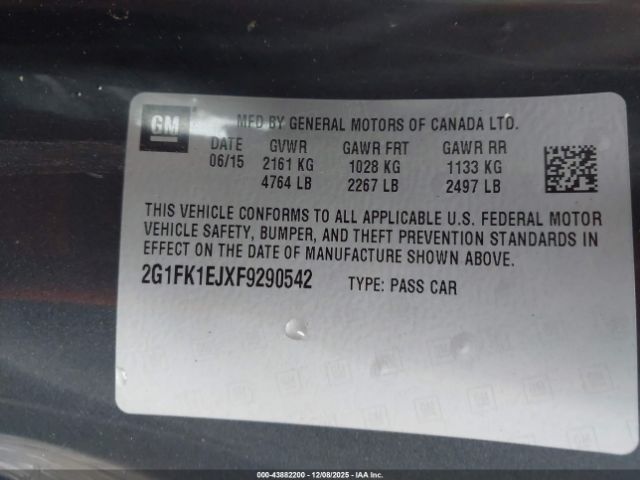 GM
MFD BY GENERAL MOTORS OF CANADA LTD.
DATE GVWR GAWR FRT GAWR RR
06/15 2161 KG 1028 KG 1133 KG
4764 LB 2267 LB 2497 LB
THIS VEHICLE CONFORMS TO ALL APPLICABLE U.S. FEDERAL MOTOR
VEHICLE SAFETY, BUMPER, AND THEFT PREVENTION STANDARDS IN
EFFECT ON THE DATE OF MANUFACTURE SHOWN ABOVE.
2G1FK1EJXF9290542 TYPE: PASS CAR
000-43882200 - 12/08/2025 - IAA Inc.